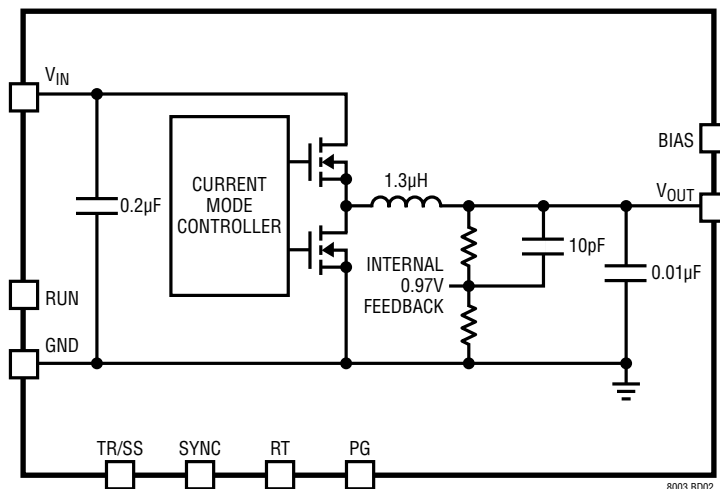 VIN
BIAS
1.3µH
VOUT
CURRENT
MODE
CONTROLLER
0.2µF
10pF
INTERNAL
0.97V
FEEDBACK
0.01µF
RUN
GND
TR/SS SYNC RT PG
8003 BD02